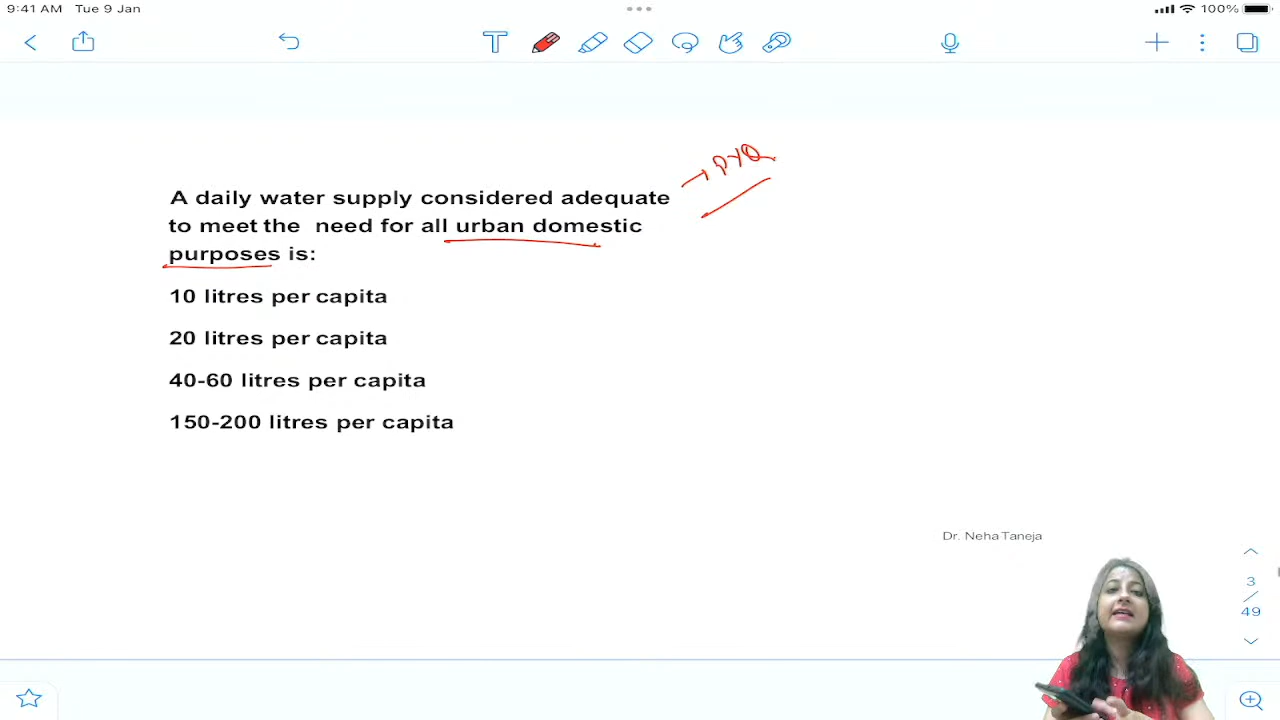 9:41 AM Tue 9 Jan
100%
T
→ PYQ
A daily water supply considered adequate
to meet the need for all urban domestic
purposes is:
10 litres per capita
20 litres per capita
40-60 litres per capita
150-200 litres per capita
Dr. Neha Taneja
3
/
49